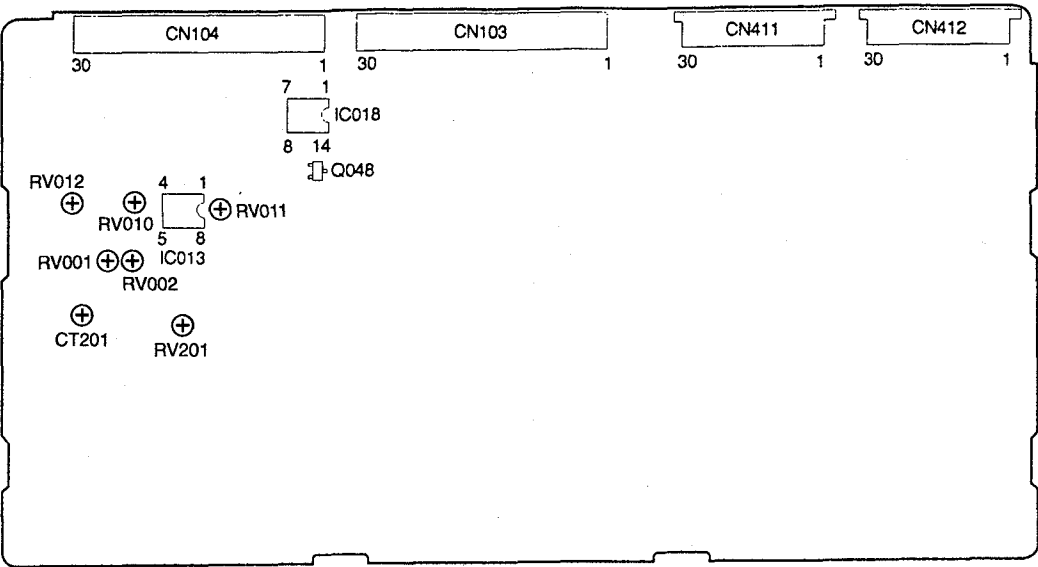 CN104 CN103 CN411 CN412
30 1 30 1 30 1 30 1
7 1
IC018
8 14
Q048
RV012 4 1
RV010 RV011
5 8
RV001 IC013
RV002
CT201 RV201